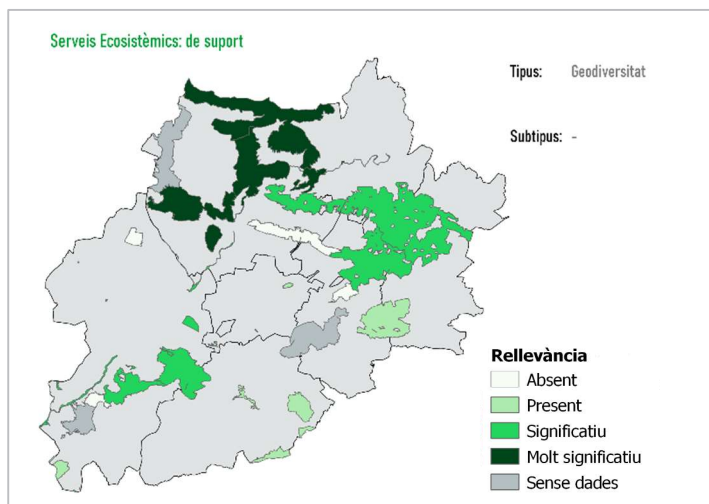 Serveis Ecosistèmics: de suport
Tipus: Geodiversitat
Subtipus: -
Rellevància
Absent
Present
Significatiu
Molt significatiu
Sense dades